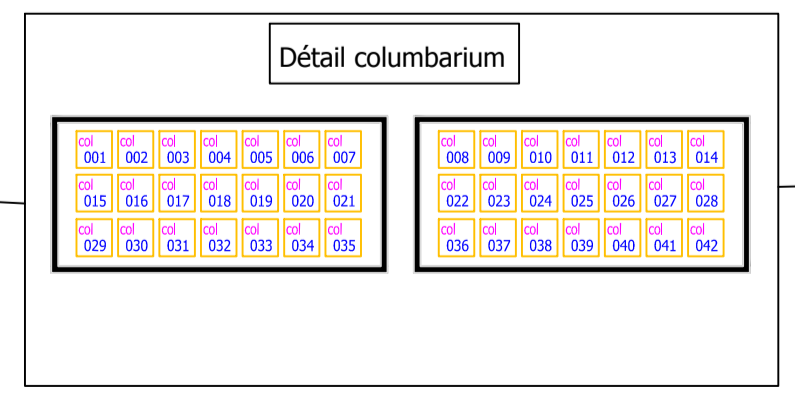 Détail columbarium
col col col col col col col
001 002 003 004 005 006 007
col col col col col col col
015 016 017 018 019 020 021
col col col col col col col
029 030 031 032 033 034 035
col col col col col col col
008 009 010 011 012 013 014
col col col col col col col
022 023 024 025 026 027 028
col col col col col col col
036 037 038 039 040 041 042